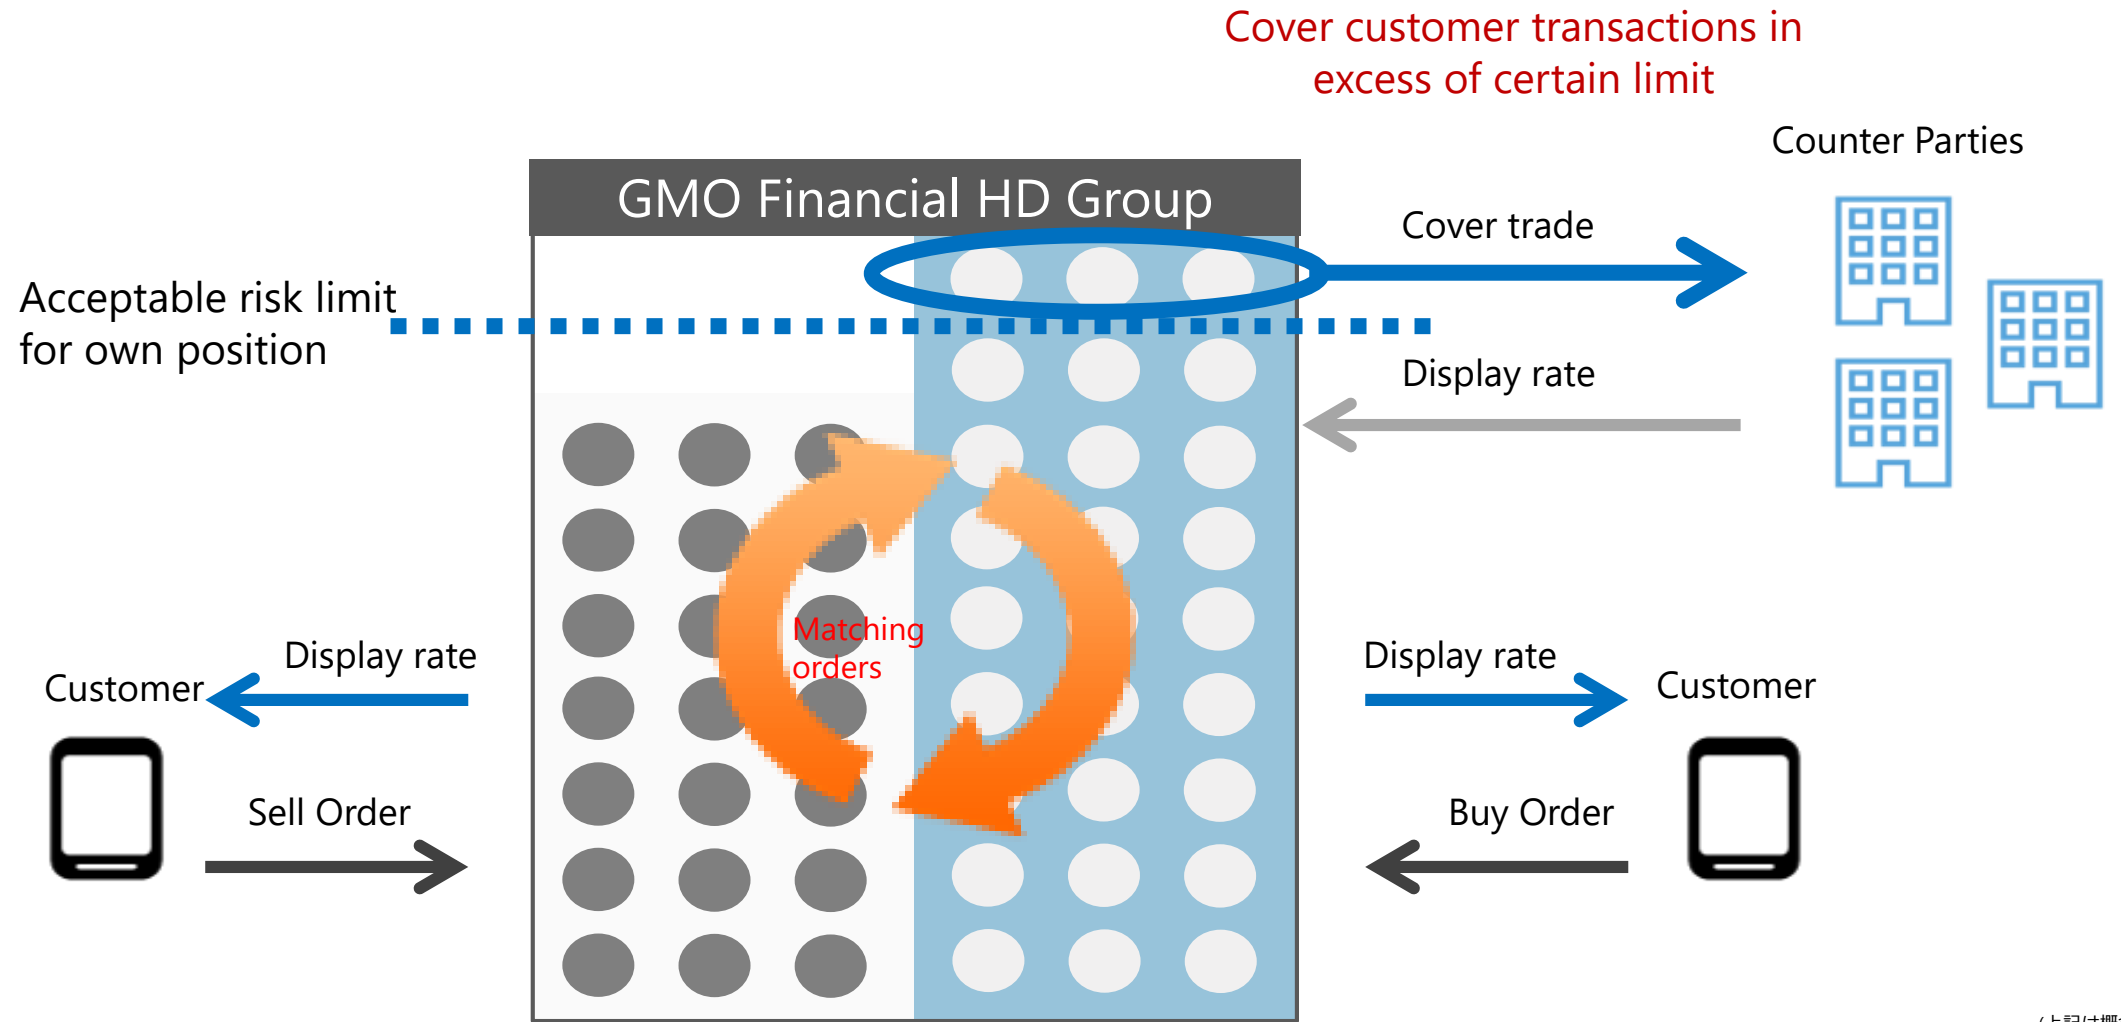 Cover customer transactions in
excess of certain limit
Counter Parties
GMO Financial HD Group
Cover trade
Acceptable risk limit
for own position
Display rate
Matching
orders
Display rate
Display rate
Customer
Customer
Sell Order
Buy Order